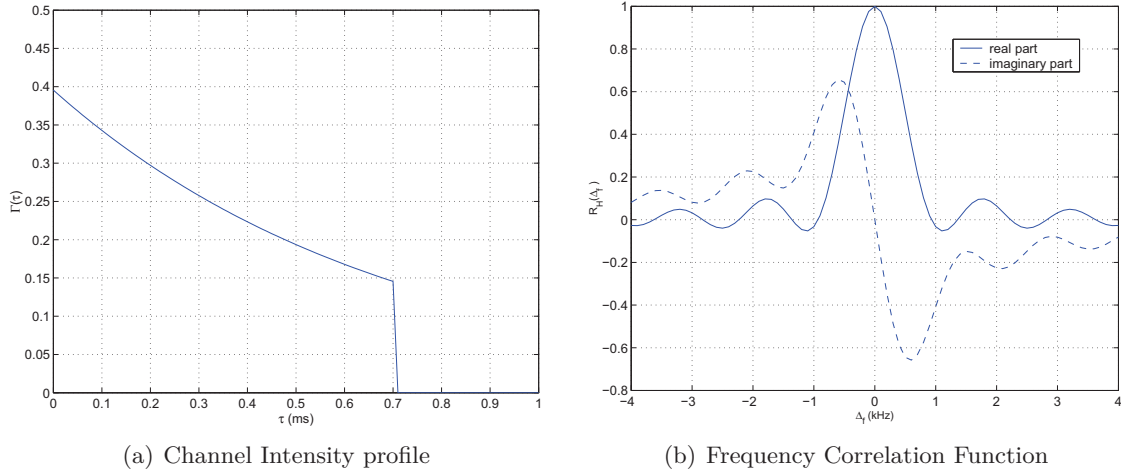 0.5
0.45
0.4
0.35
0.3
0.25
0.2
0.15
0.1
0.05
0
Γ(τ)
0 0.1 0.2 0.3 0.4 0.5 0.6 0.7 0.8 0.9 1
τ (ms)
(a) Channel Intensity profile
1
0.8
0.6
0.4
0.2
0
−0.2
−0.4
−0.6
−0.8
R_H(Δ_f)
real part
imaginary part
−4 −3 −2 −1 0 1 2 3 4
Δ_f (kHz)
(b) Frequency Correlation Function